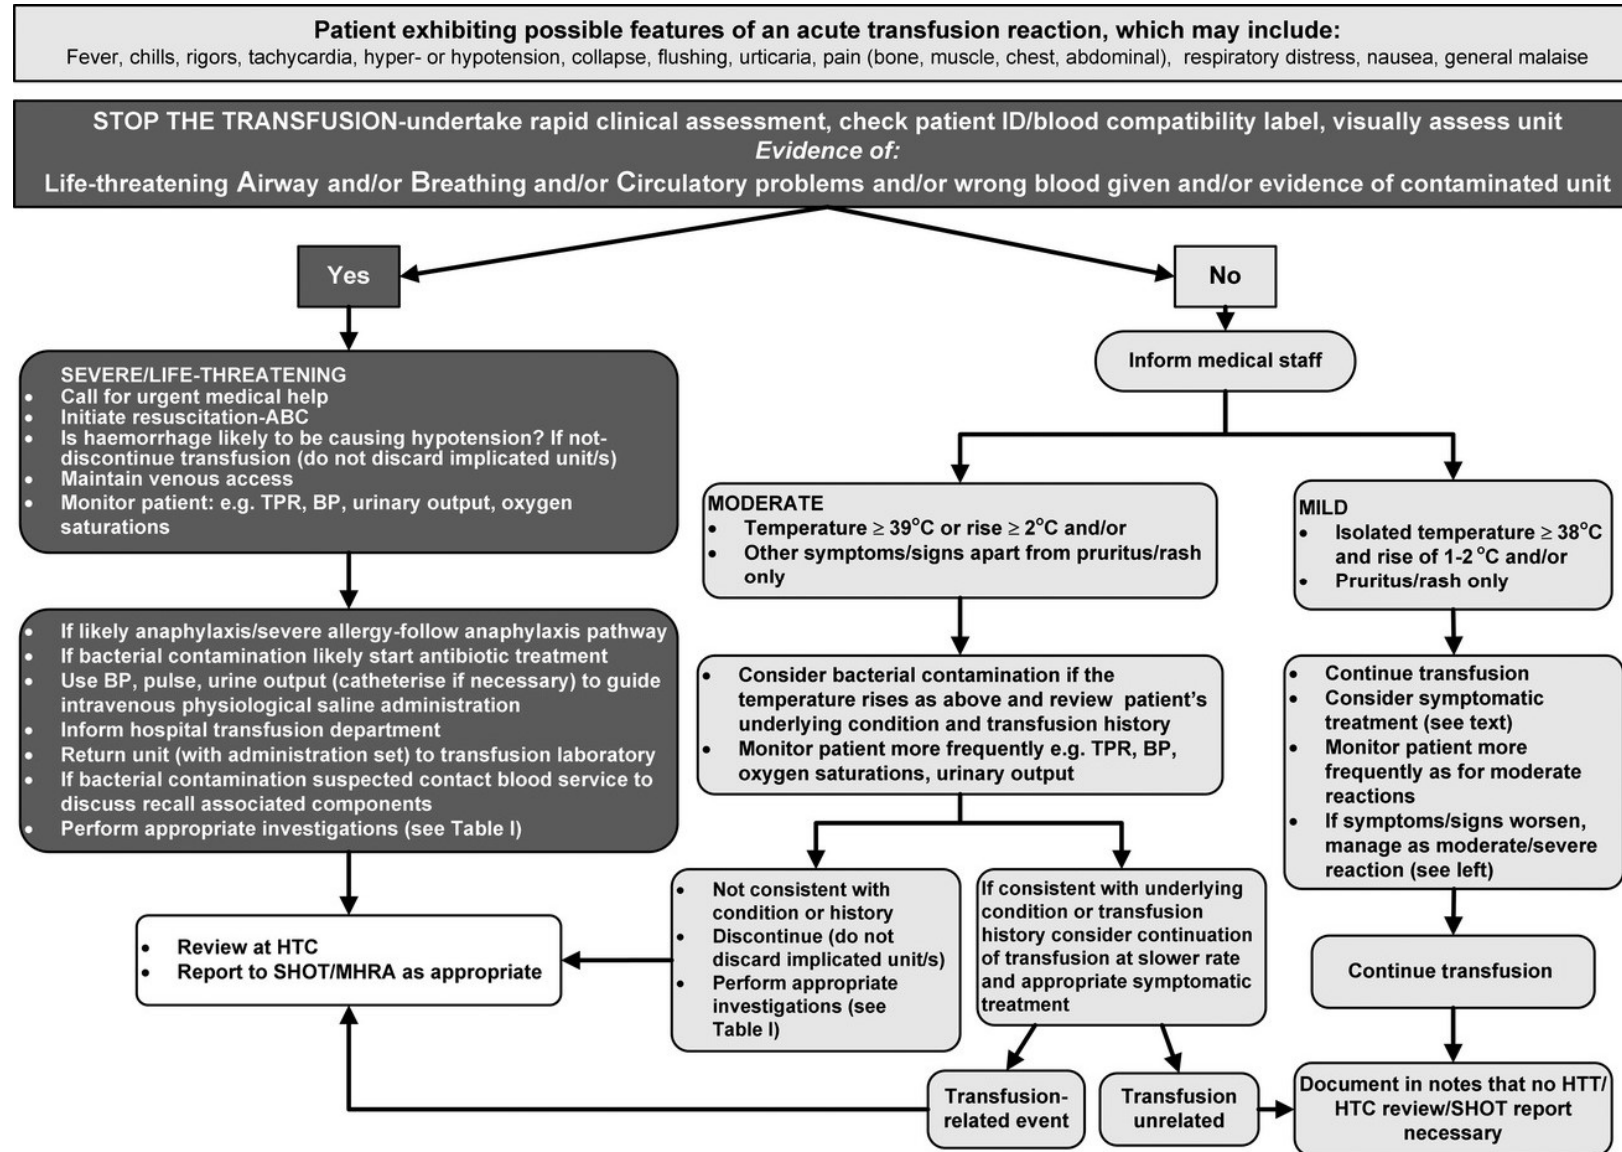 Patient exhibiting possible features of an acute transfusion reaction, which may include:
Fever, chills, rigors, tachycardia, hyper- or hypotension, collapse, flushing, urticaria, pain (bone, muscle, chest, abdominal), respiratory distress, nausea, general malaise
STOP THE TRANSFUSION-undertake rapid clinical assessment, check patient ID/blood compatibility label, visually assess unit
Evidence of:
Life-threatening Airway and/or Breathing and/or Circulatory problems and/or wrong blood given and/or evidence of contaminated unit
Yes
No
Inform medical staff
SEVERE/LIFE-THREATENING
• Call for urgent medical help
• Initiate resuscitation-ABC
• Is haemorrhage likely to be causing hypotension? If not-
discontinue transfusion (do not discard implicated unit/s)
• Maintain venous access
• Monitor patient: e.g. TPR, BP, urinary output, oxygen
saturations
MODERATE
• Temperature ≥ 39°C or rise ≥ 2°C and/or
• Other symptoms/signs apart from pruritus/rash
only
MILD
• Isolated temperature ≥ 38°C
and rise of 1-2°C and/or
• Pruritus/rash only
• If likely anaphylaxis/severe allergy-follow anaphylaxis pathway
• If bacterial contamination likely start antibiotic treatment
• Use BP, pulse, urine output (catheterise if necessary) to guide
intravenous physiological saline administration
• Inform hospital transfusion department
• Return unit (with administration set) to transfusion laboratory
• If bacterial contamination suspected contact blood service to
discuss recall associated components
• Perform appropriate investigations (see Table I)
• Consider bacterial contamination if the
temperature rises as above and review patient's
underlying condition and transfusion history
• Monitor patient more frequently e.g. TPR, BP,
oxygen saturations, urinary output
• Continue transfusion
• Consider symptomatic
treatment (see text)
• Monitor patient more
frequently as for moderate
reactions
• If symptoms/signs worsen,
manage as moderate/severe
reaction (see left)
• Not consistent with
condition or history
• Discontinue (do not
discard implicated unit/s)
• Perform appropriate
investigations (see
Table I)
If consistent with underlying
condition or transfusion
history consider continuation
of transfusion at slower rate
and appropriate symptomatic
treatment
• Review at HTC
• Report to SHOT/MHRA as appropriate
Continue transfusion
Transfusion-
related event
Transfusion
unrelated
Document in notes that no HTT/
HTC review/SHOT report
necessary